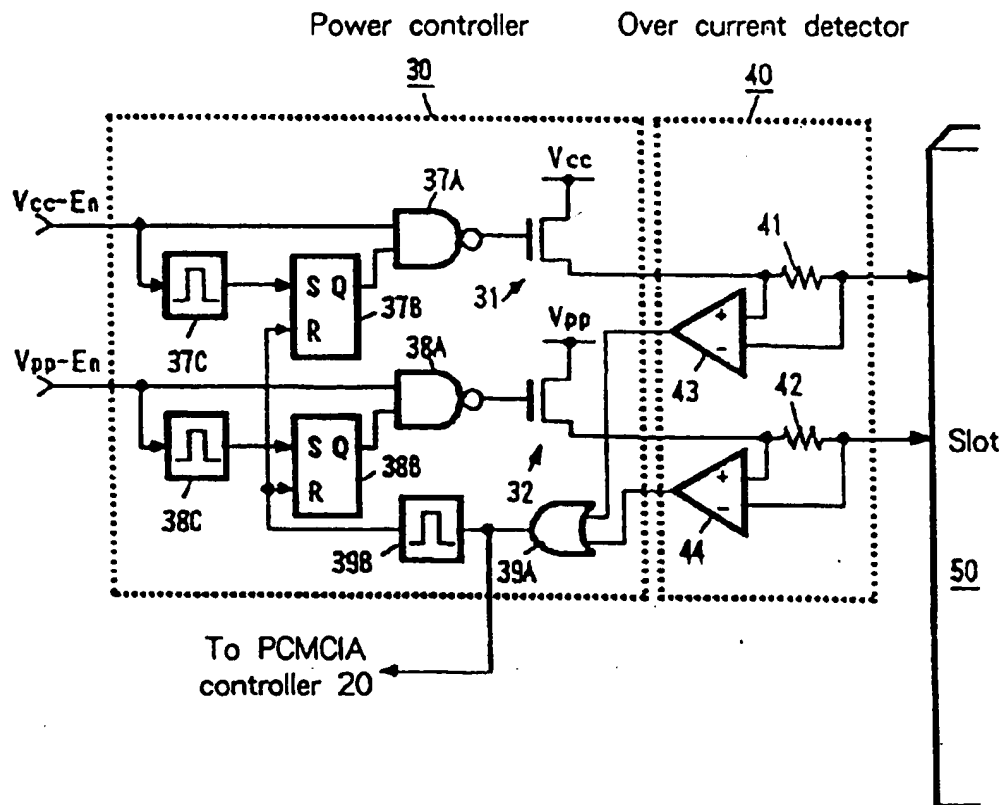 Power controller
30
Over current detector
40
Vcc-En
37A
Vcc
41
S Q
R
37B
37C
31
43
Vpp-En
38A
Vpp
42
S Q
R
38B
38C
32
44
Slot
39B
39A
50
To PCMCIA
controller 20
+
-
+
-